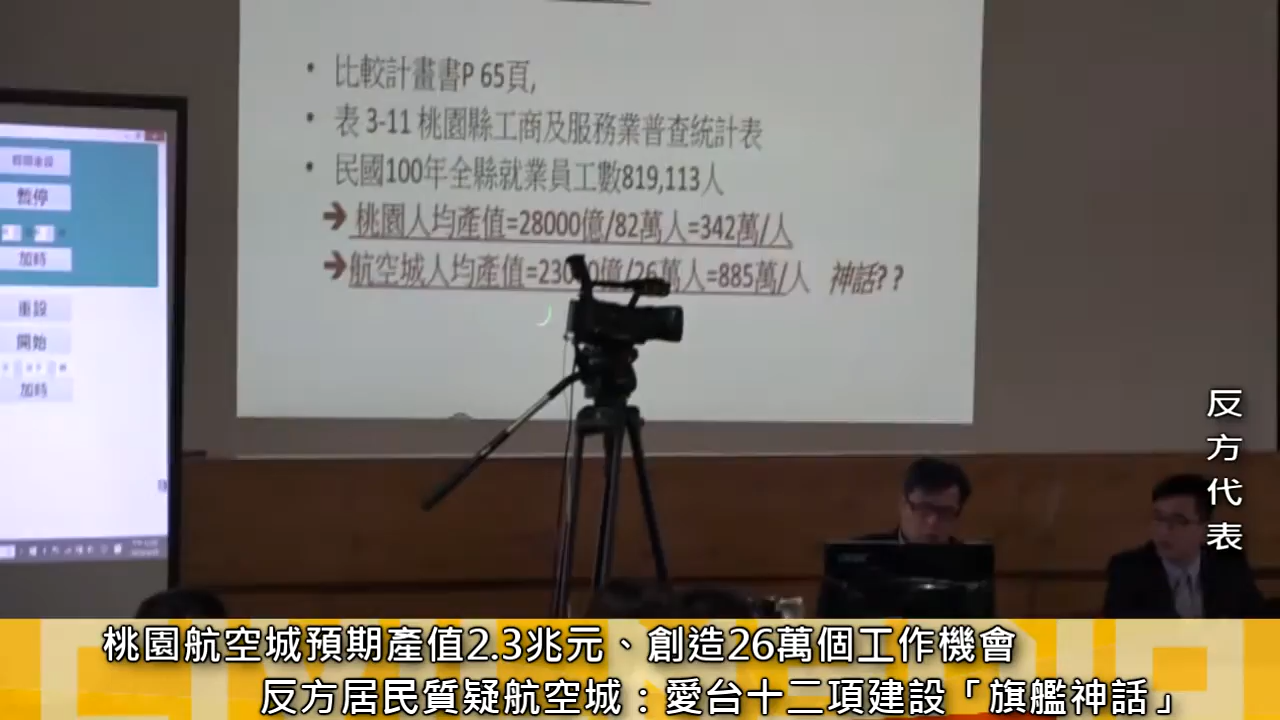 比較計畫書P 65頁,
表 3-11 桃園縣工商及服務業普查統計表
民國100年全縣就業員工數819,113人
桃園人均產值=28000億/82萬人=342萬/人
航空城人均產值=23000億/26萬人=885萬/人 神話??
暫停
加時
重設
開始
加時
反方代表
桃園航空城預期產值2.3兆元、創造26萬個工作機會
反方居民質疑航空城：愛台十二項建設「旗艦神話」